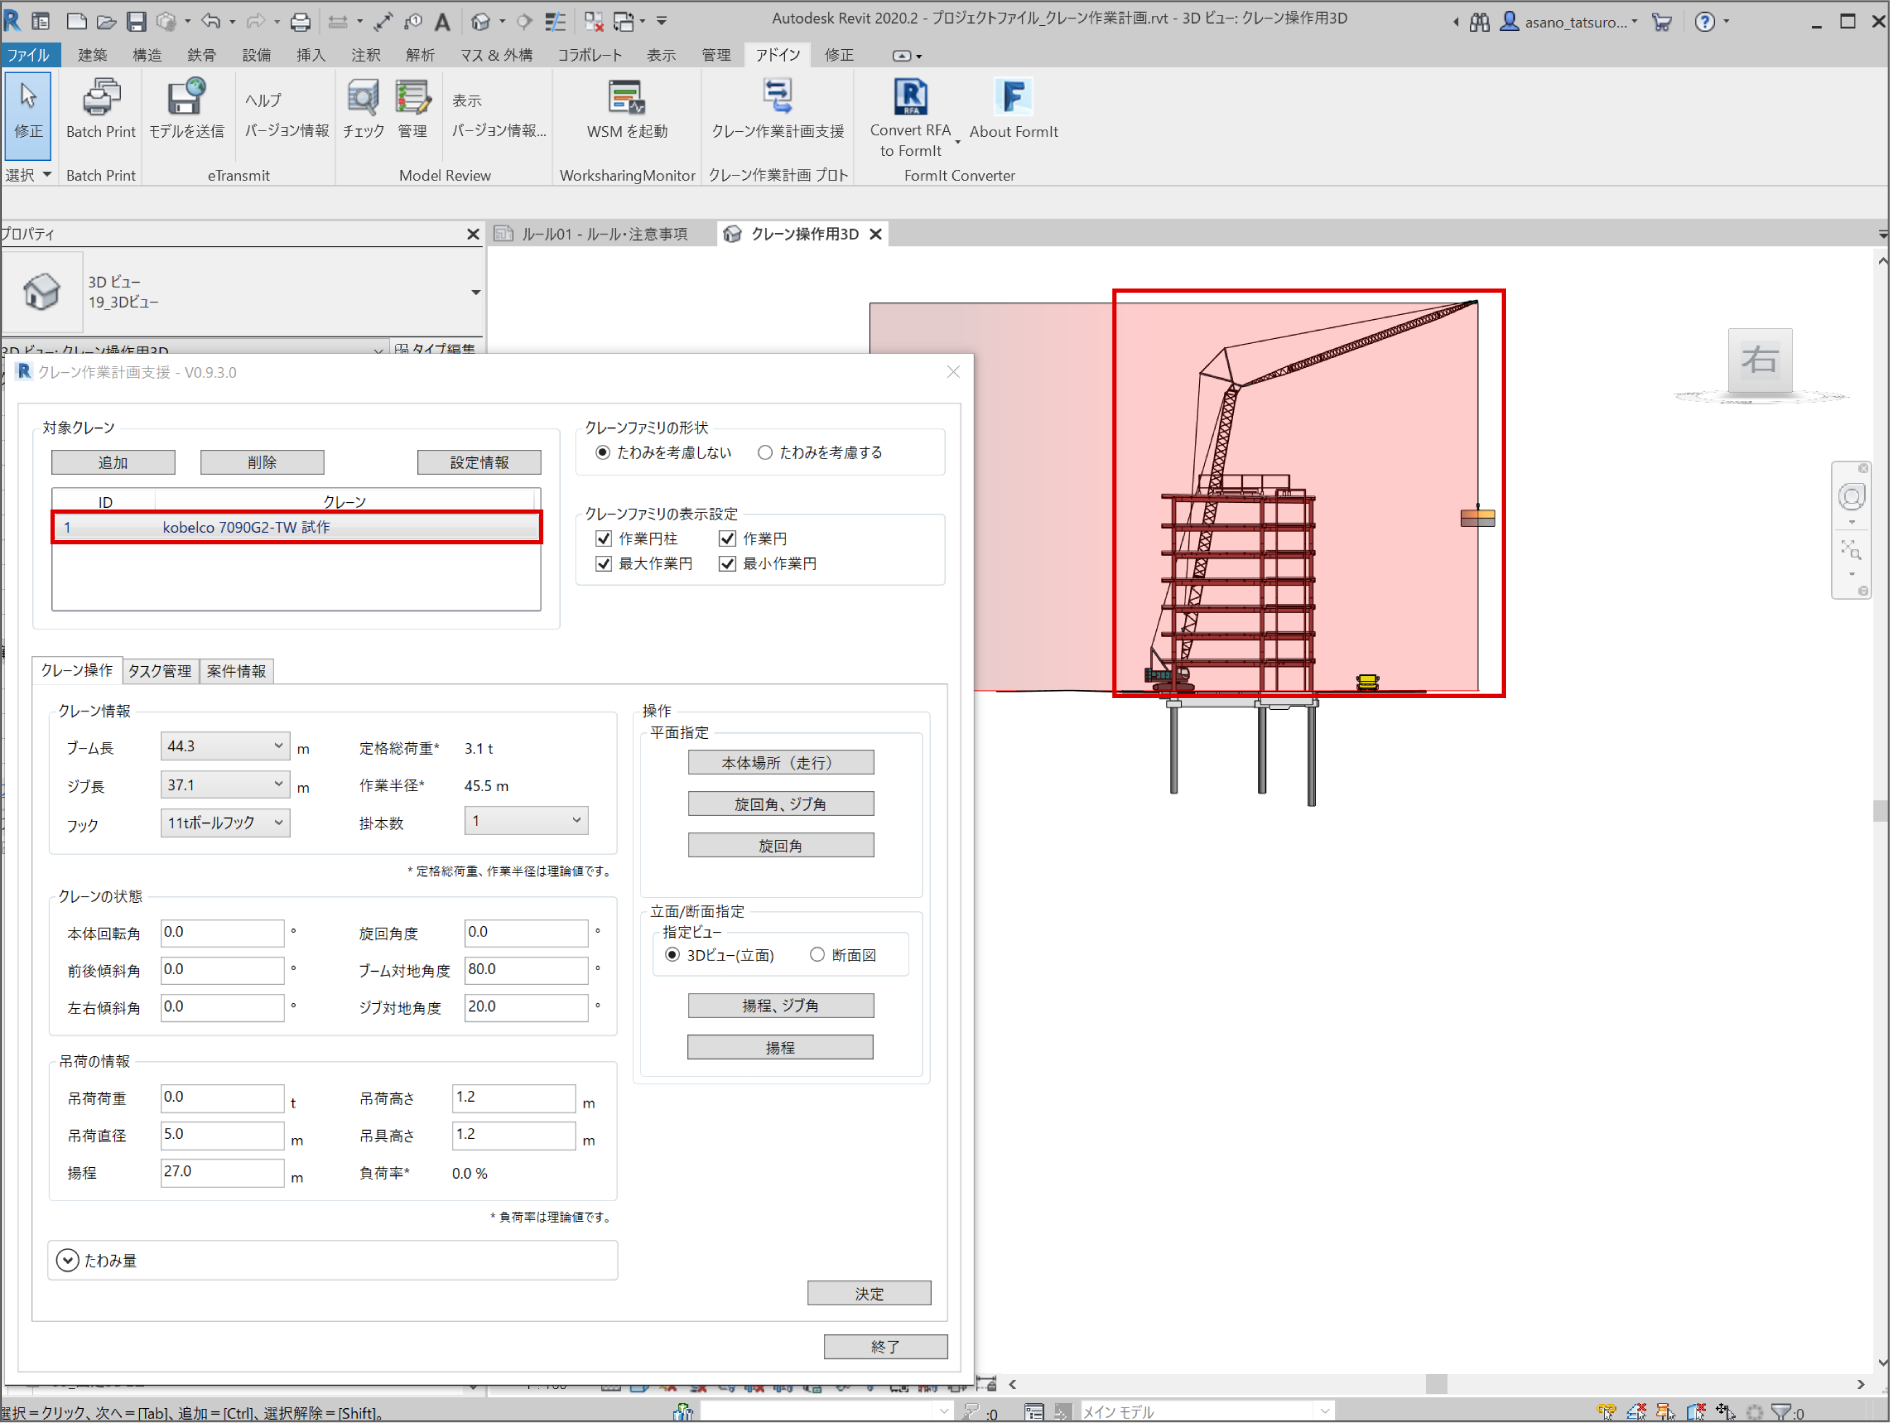 Autodesk Revit 2020.2 - プロジェクトファイル_クレーン作業計画.rvt - 3D ビュー: クレーン操作用3D
asano_tatsuro...
ファイル 建築 構造 鉄骨 設備 挿入 注釈 解析 マス & 外構 コラボレート 表示 管理 アドイン 修正
修正
Batch Print
モデルを送信
ヘルプ
バージョン情報
チェック
管理
表示
バージョン情報...
WSM を起動
クレーン作業計画支援
Convert RFA
to FormIt
About FormIt
選択 Batch Print eTransmit Model Review WorksharingMonitor クレーン作業計画 プロト FormIt Converter
プロパティ
ルール01 - ルール・注意事項
クレーン操作用3D
3D ビュー
19_3Dビュー
3D ビュー: クレーン操作用3D
タイプ編集
右
クレーン作業計画支援 - V0.9.3.0
対象クレーン
追加 削除 設定情報
ID クレーン
1 kobelco 7090G2-TW 試作
クレーンファミリの形状
たわみを考慮しない たわみを考慮する
クレーンファミリの表示設定
作業円柱 作業円
最大作業円 最小作業円
クレーン操作 タスク管理 案件情報
クレーン情報
ブーム長 44.3 m 定格総荷重* 3.1 t
ジブ長 37.1 m 作業半径* 45.5 m
フック 11tボールフック 掛本数 1
* 定格総荷重、作業半径は理論値です。
クレーンの状態
本体回転角 0.0 ° 旋回角度 0.0 °
前後傾斜角 0.0 ° ブーム対地角度 80.0 °
左右傾斜角 0.0 ° ジブ対地角度 20.0 °
吊荷の情報
吊荷荷重 0.0 t 吊荷高さ 1.2 m
吊荷直径 5.0 m 吊具高さ 1.2 m
揚程 27.0 m 負荷率* 0.0 %
* 負荷率は理論値です。
たわみ量
操作
平面指定
本体場所（走行）
旋回角、ジブ角
旋回角
立面/断面指定
指定ビュー
3Dビュー(立面) 断面図
揚程、ジブ角
揚程
決定
終了
選択＝クリック、次へ＝[Tab]、追加＝[Ctrl]、選択解除＝[Shift]。
:0
メイン モデル
:0